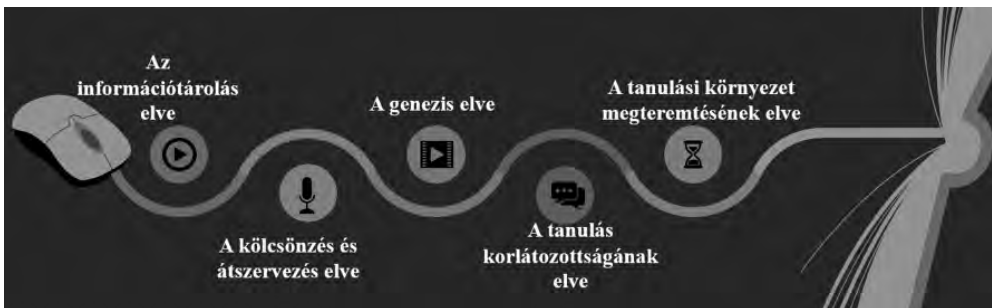 Az
információtárolás
elve
A kölcsönzés és
átszervezés elve
A genezis elve
A tanulás
korlátozottságának
elve
A tanulási környezet
megteremtésének elve